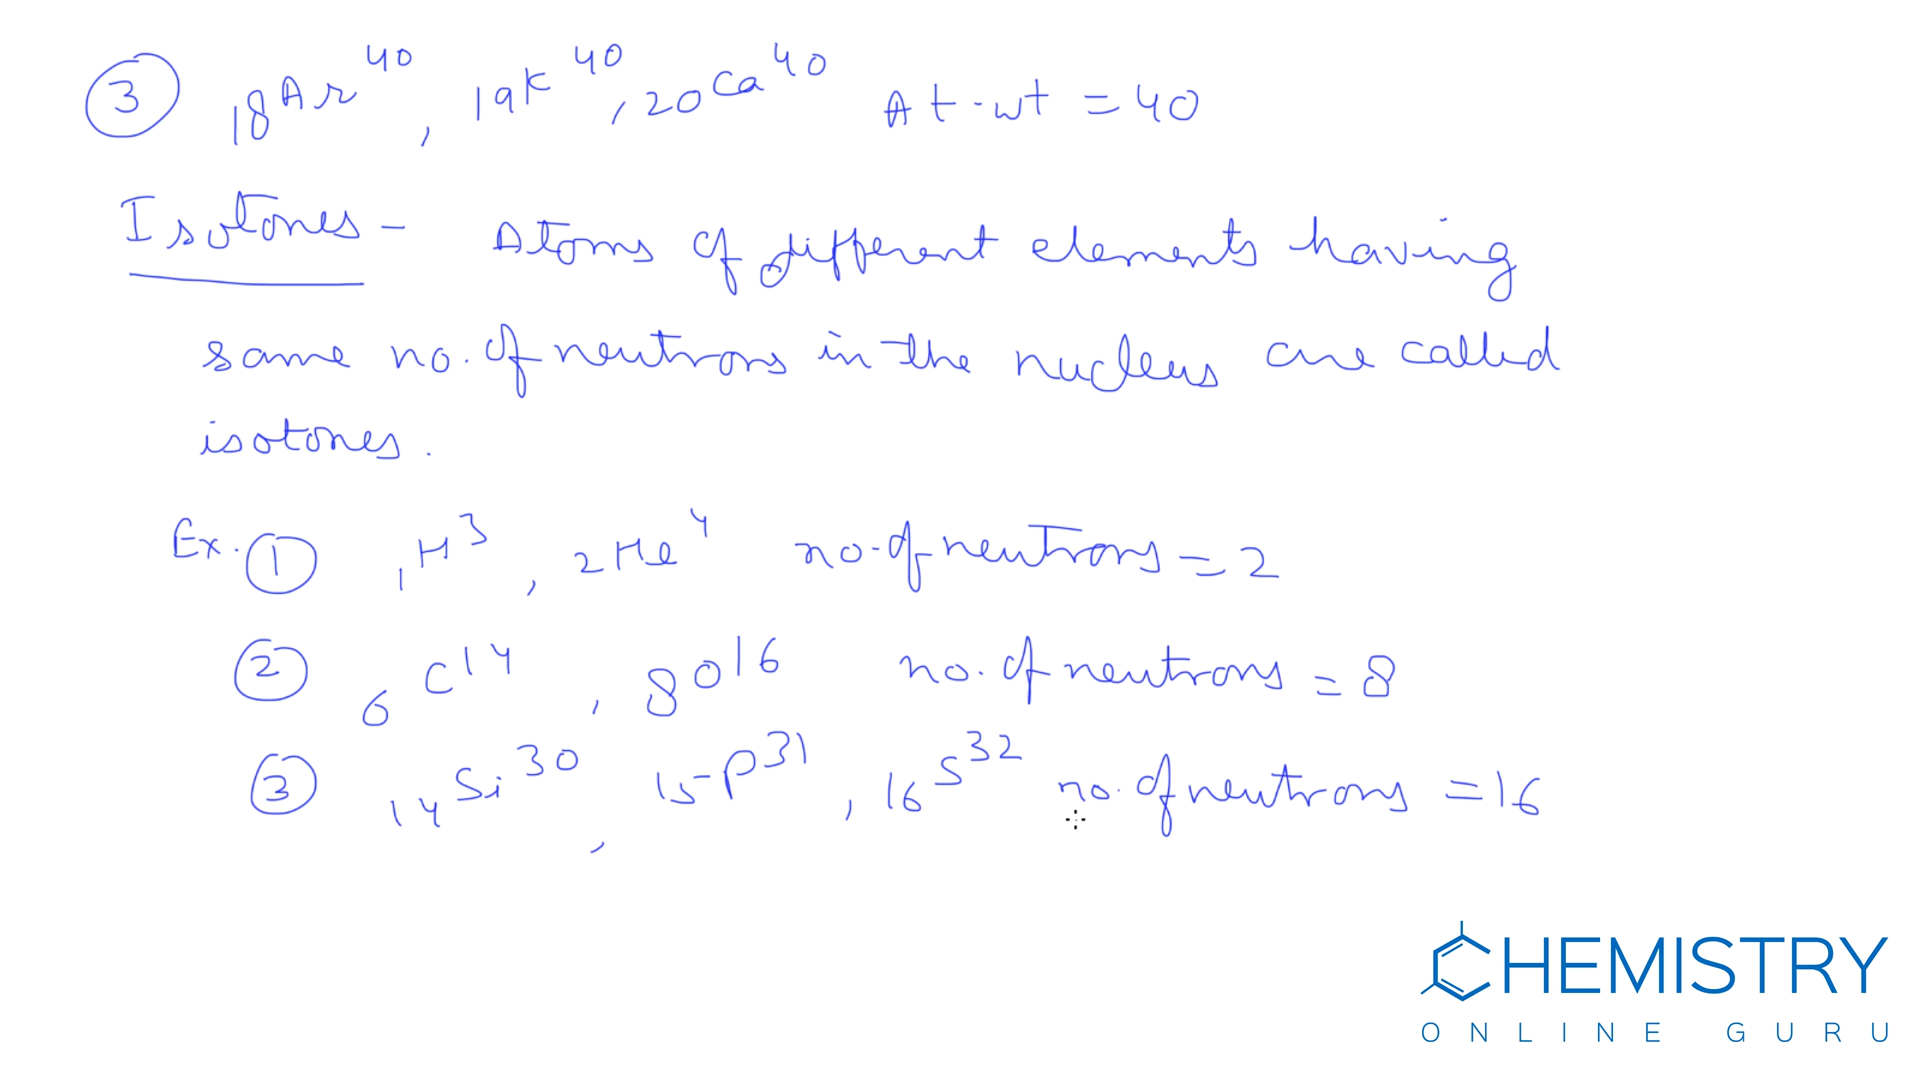 ③ ₁₈Ar⁴⁰, ₁₉K⁴⁰, ₂₀Ca⁴⁰ At.wt = 40
Isotones – Atoms of different elements having
same no. of neutrons in the nucleus are called
isotones.
Ex. ① ₁H³, ₂He⁴ no. of neutrons = 2
② ₆C¹⁴, ₈O¹⁶ no. of neutrons = 8
③ ₁₄Si³⁰, ₁₅P³¹, ₁₆S³² no. of neutrons = 16
CHEMISTRY
ONLINE GURU